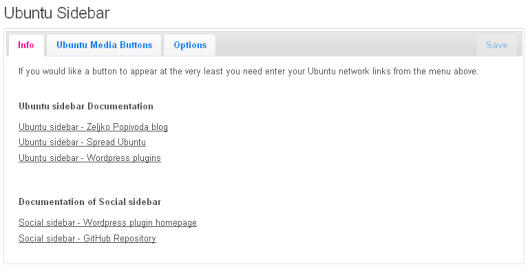 Ubuntu Sidebar
Info Ubuntu Media Buttons Options Save
If you would like a button to appear at the very least you need enter your Ubuntu network links from the menu above.
Ubuntu sidebar Documentation
Ubuntu sidebar - Zeljko Popivoda blog
Ubuntu sidebar - Spread Ubuntu
Ubuntu sidebar - Wordpress plugins
Documentation of Social sidebar
Social sidebar - Wordpress plugin homepage
Social sidebar - GitHub Repository